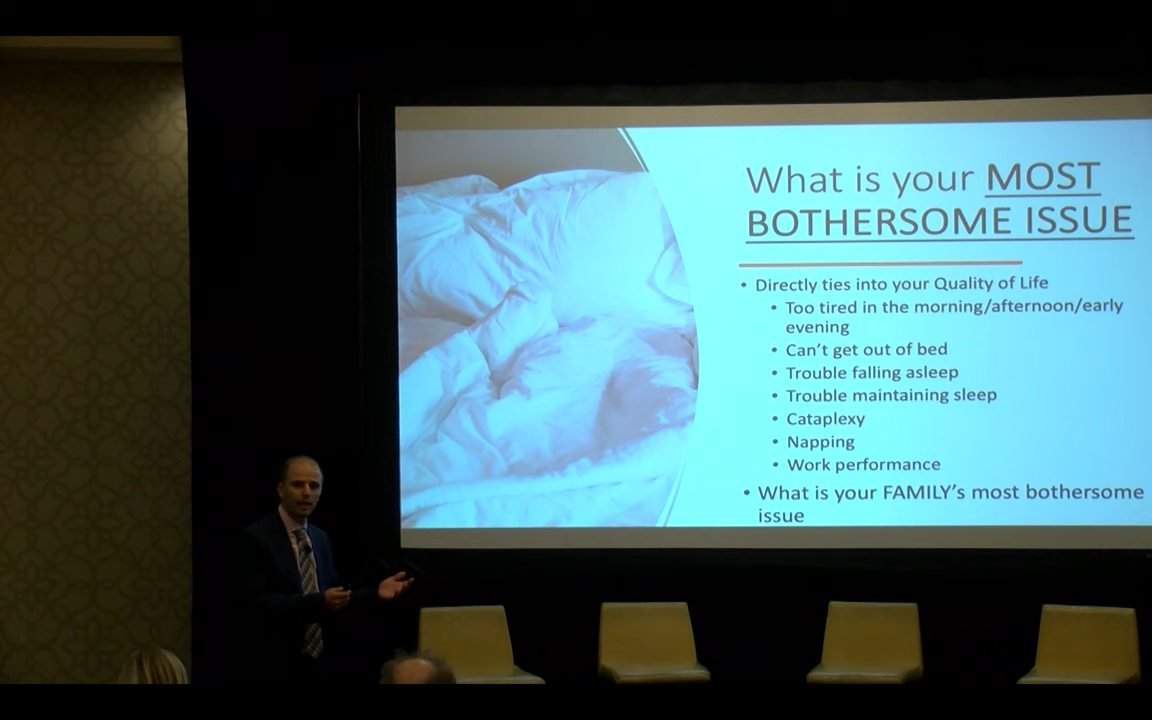 What is your MOST
BOTHERSOME ISSUE
• Directly ties into your Quality of Life
• Too tired in the morning/afternoon/early
evening
• Can't get out of bed
• Trouble falling asleep
• Trouble maintaining sleep
• Cataplexy
• Napping
• Work performance
• What is your FAMILY's most bothersome
issue